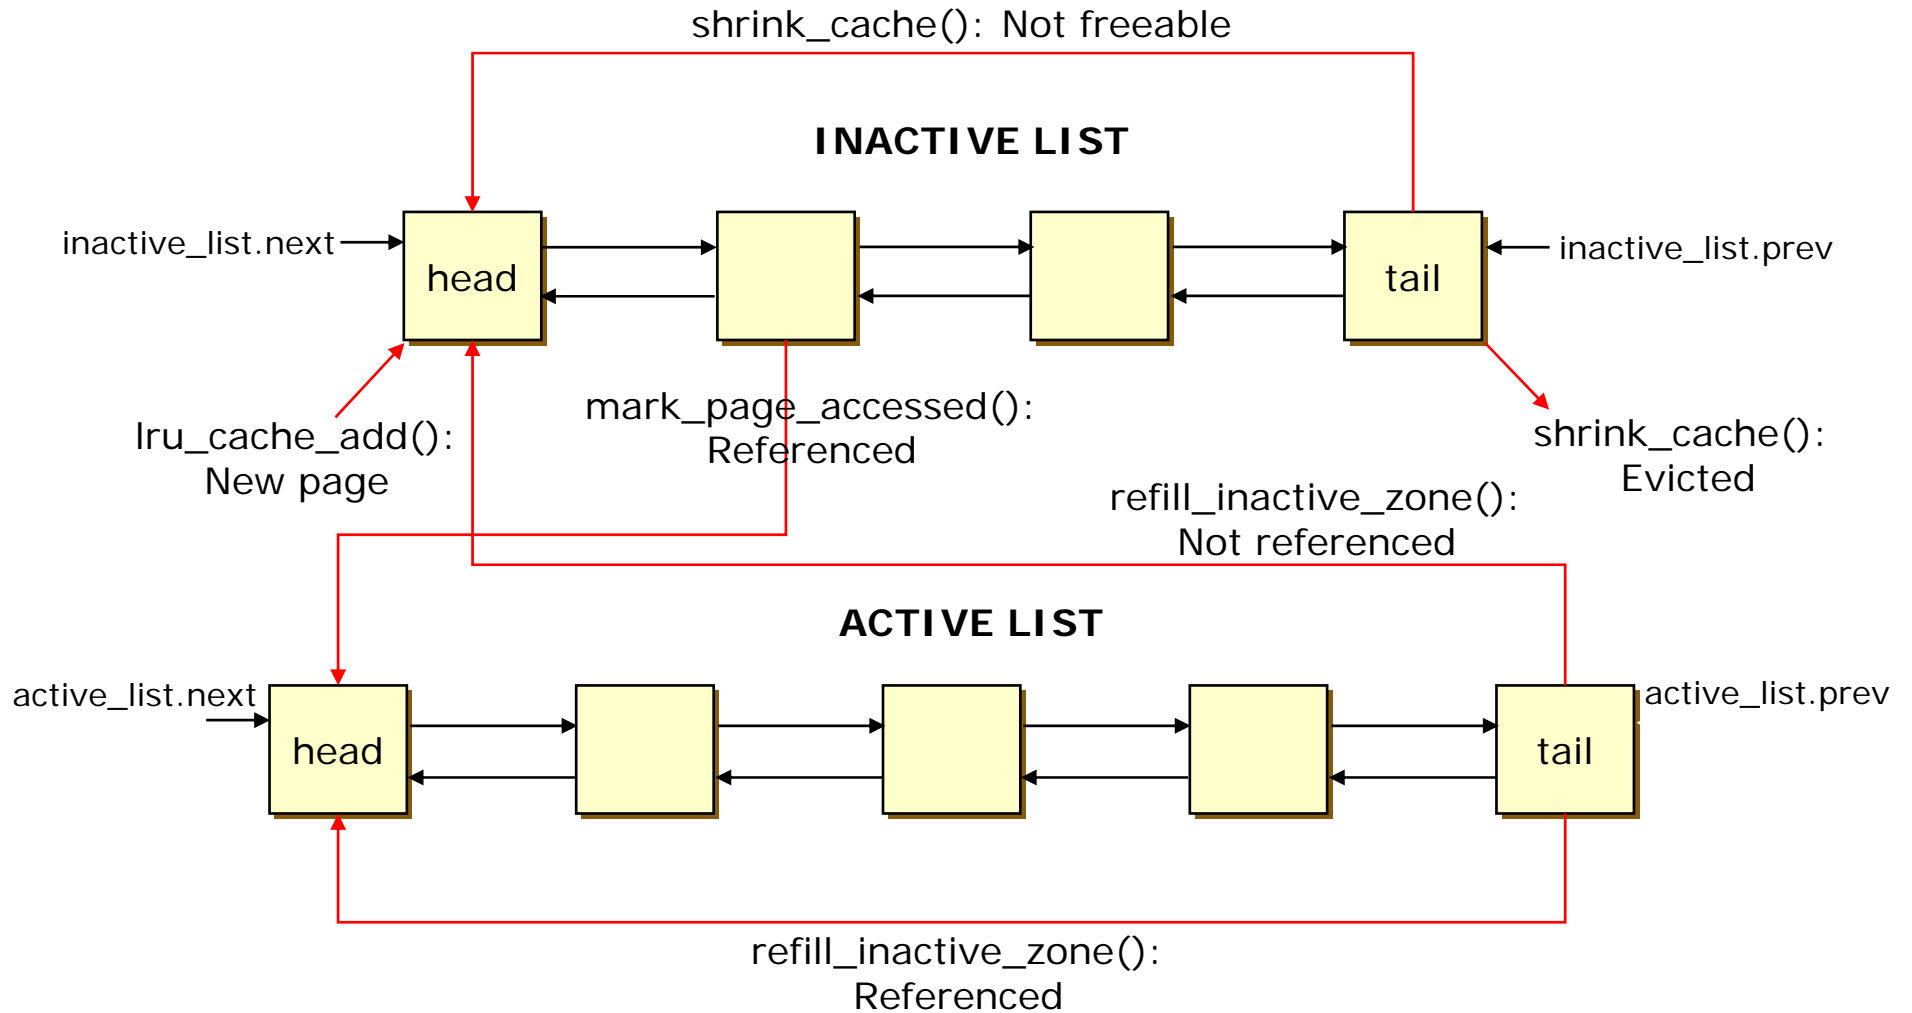 shrink_cache(): Not freeable
INACTIVE LIST
inactive_list.next
head
tail
inactive_list.prev
lru_cache_add():
New page
mark_page_accessed():
Referenced
shrink_cache():
Evicted
refill_inactive_zone():
Not referenced
ACTIVE LIST
active_list.next
head
tail
active_list.prev
refill_inactive_zone():
Referenced